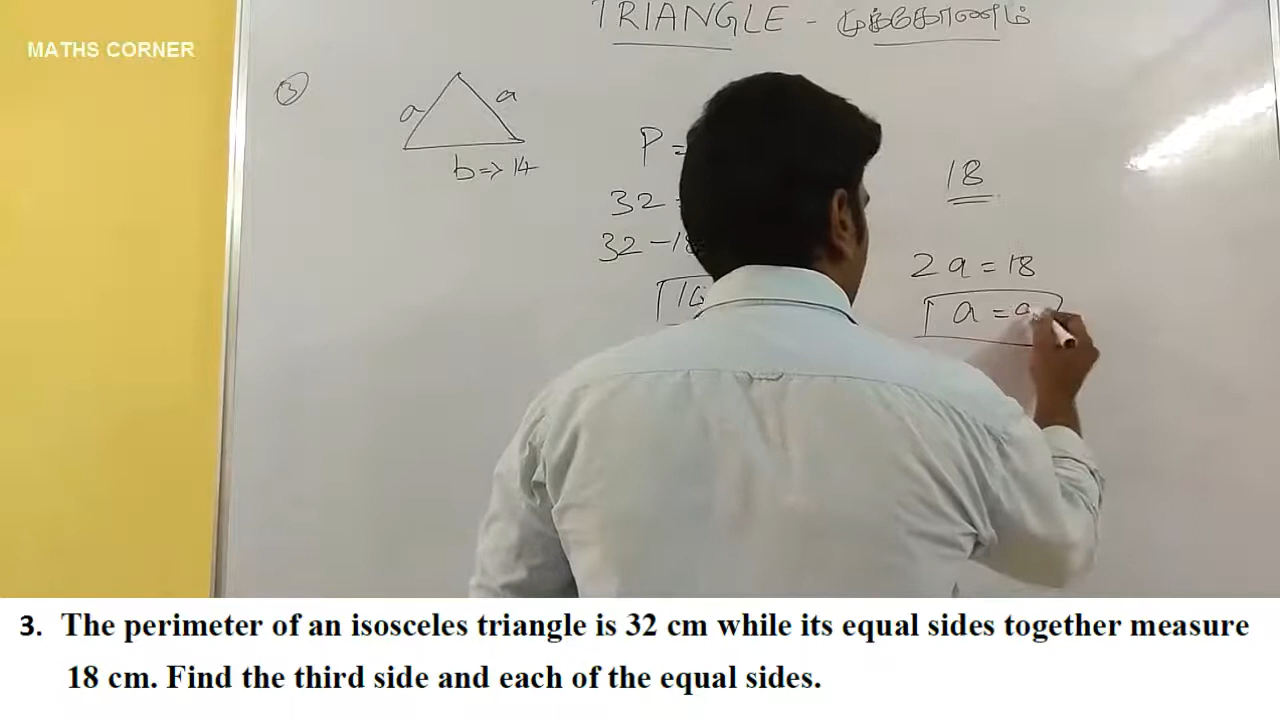 MATHS CORNER
TRIANGLE - முக்கோணம்
3
a
a
b => 14
P =
32
32 - 18
18
2a = 18
a =
3. The perimeter of an isosceles triangle is 32 cm while its equal sides together measure
18 cm. Find the third side and each of the equal sides.